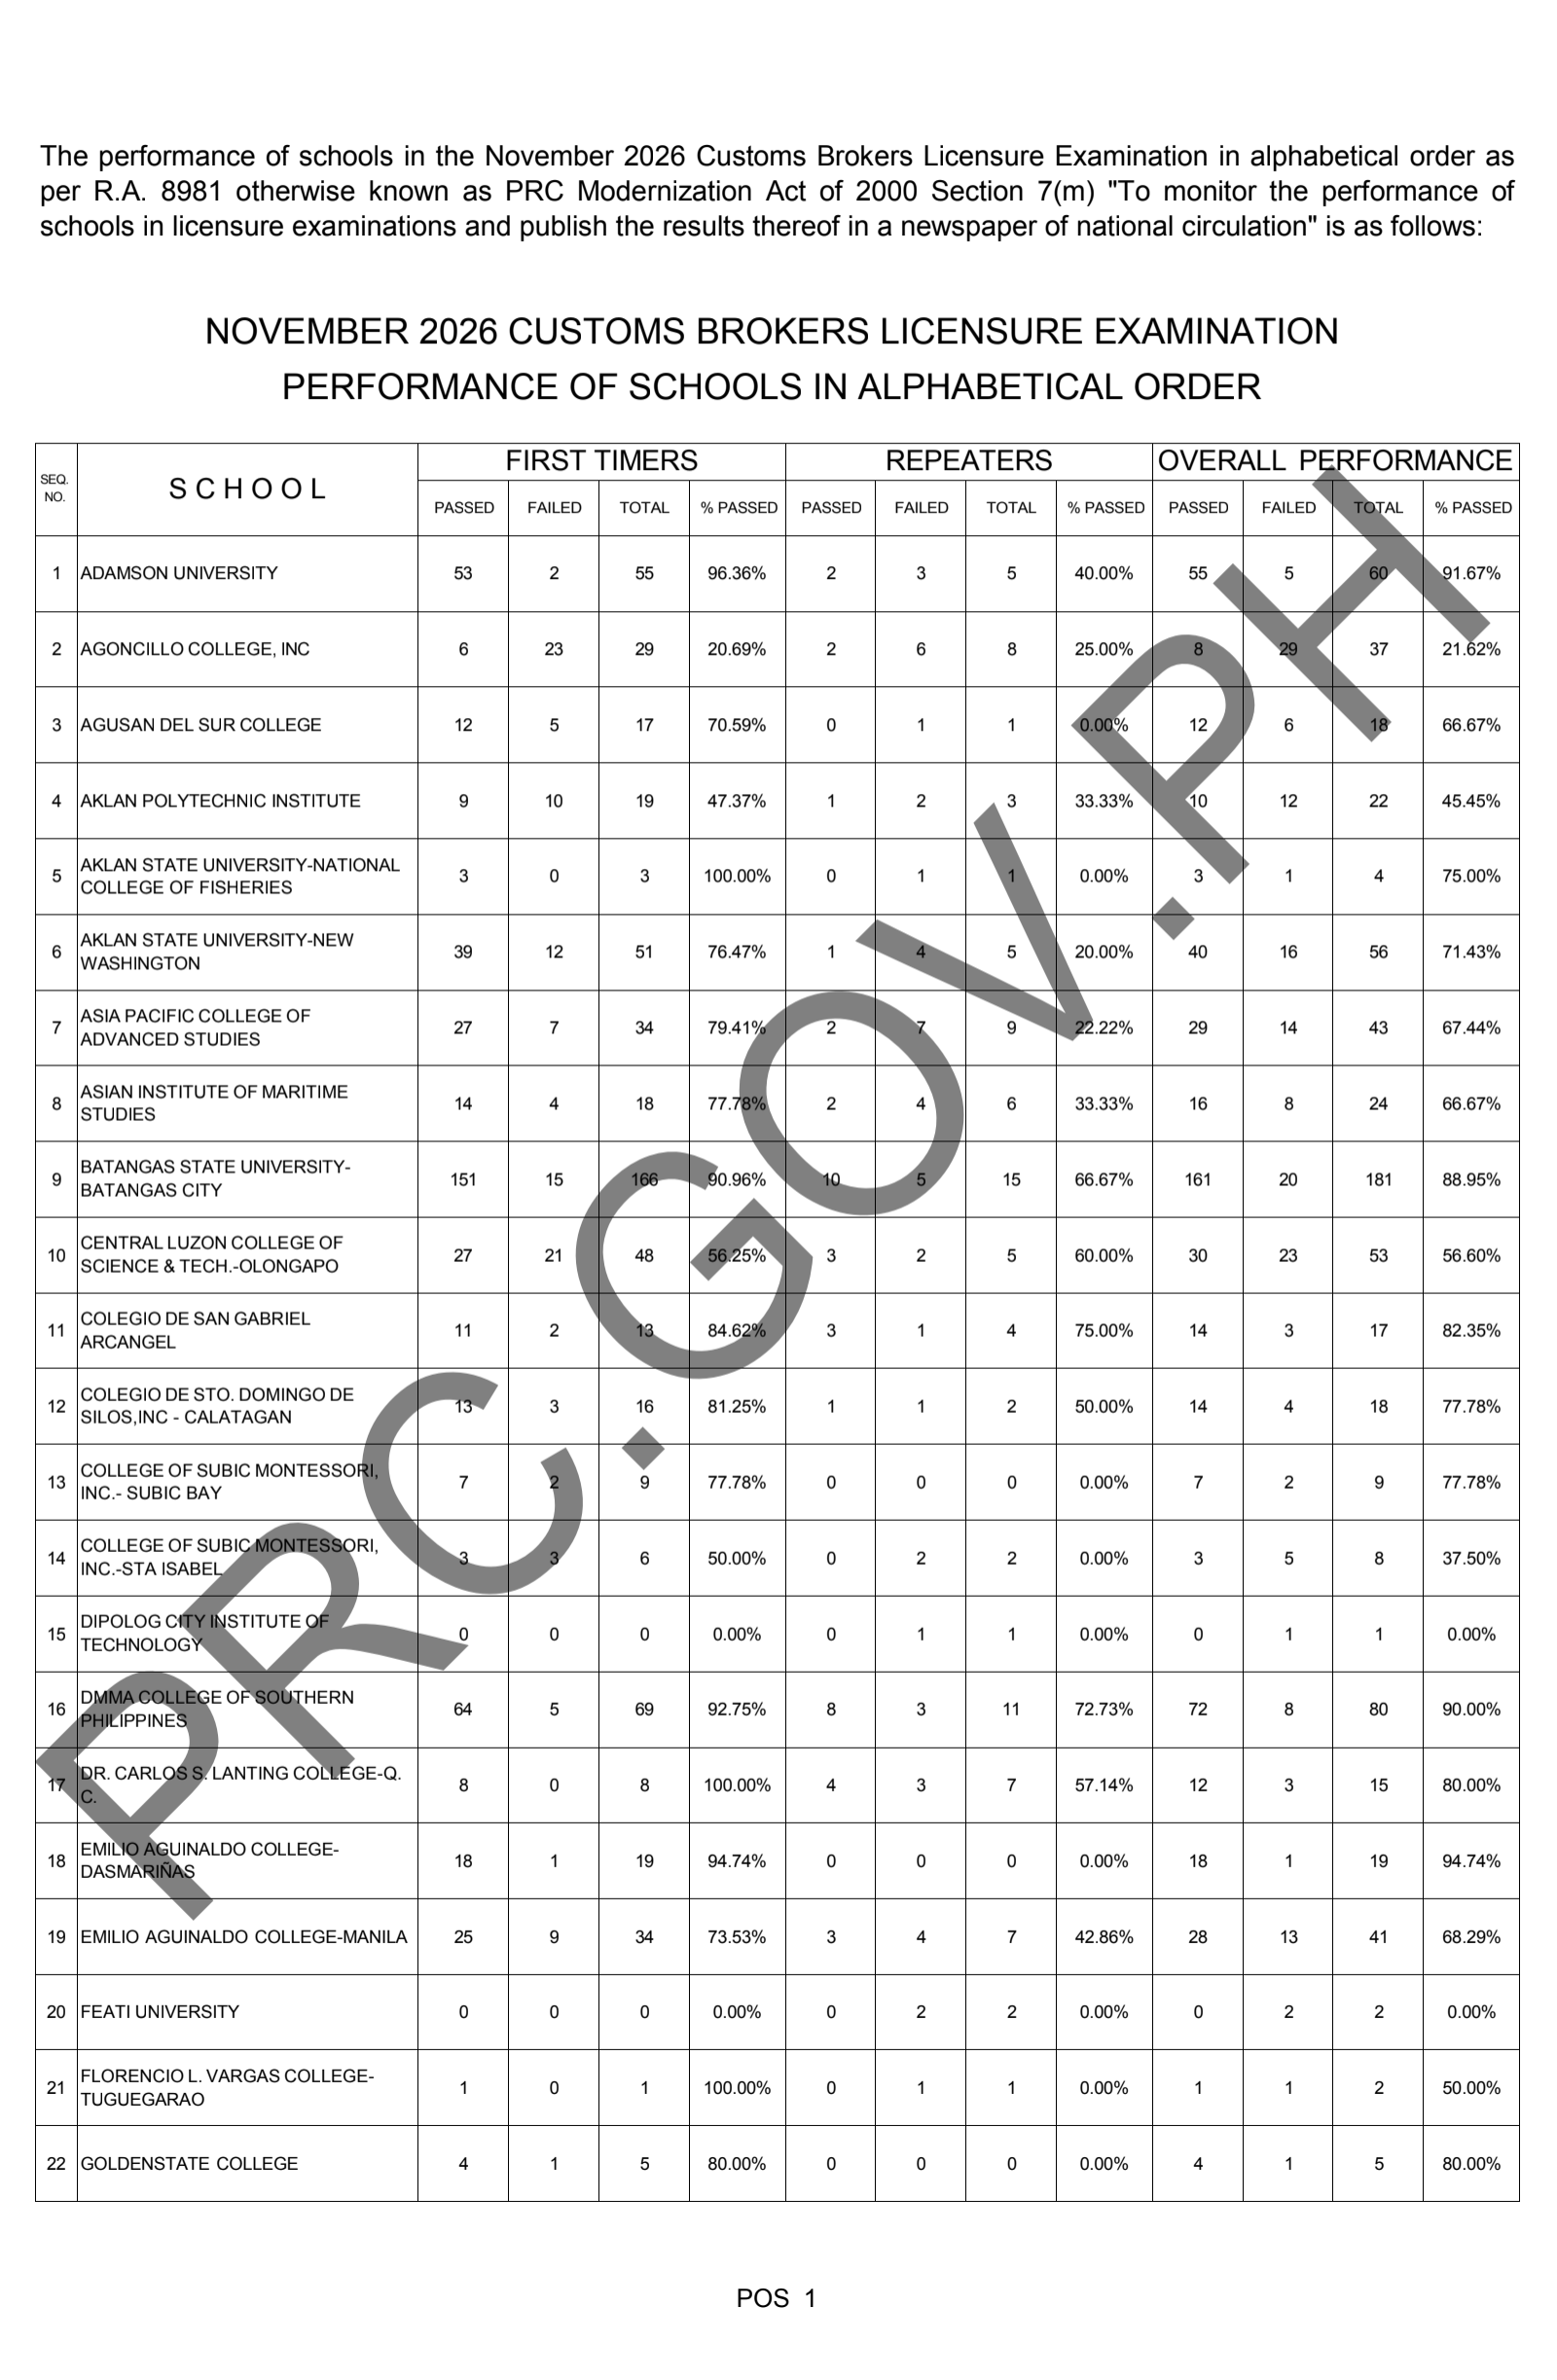 The performance of schools in the November 2026 Customs Brokers Licensure Examination in alphabetical order as
per R.A. 8981 otherwise known as PRC Modernization Act of 2000 Section 7(m) "To monitor the performance of
schools in licensure examinations and publish the results thereof in a newspaper of national circulation" is as follows:
NOVEMBER 2026 CUSTOMS BROKERS LICENSURE EXAMINATION
PERFORMANCE OF SCHOOLS IN ALPHABETICAL ORDER
SEQ. NO. SCHOOL FIRST TIMERS REPEATERS OVERALL PERFORMANCE
PASSED FAILED TOTAL % PASSED PASSED FAILED TOTAL % PASSED PASSED FAILED TOTAL % PASSED
1 ADAMSON UNIVERSITY 53 2 55 96.36% 2 3 5 40.00% 55 5 60 91.67%
2 AGONCILLO COLLEGE, INC 6 23 29 20.69% 2 6 8 25.00% 8 29 37 21.62%
3 AGUSAN DEL SUR COLLEGE 12 5 17 70.59% 0 1 1 0.00% 12 6 18 66.67%
4 AKLAN POLYTECHNIC INSTITUTE 9 10 19 47.37% 1 2 3 33.33% 10 12 22 45.45%
5 AKLAN STATE UNIVERSITY-NATIONAL
COLLEGE OF FISHERIES 3 0 3 100.00% 0 1 1 0.00% 3 1 4 75.00%
6 AKLAN STATE UNIVERSITY-NEW
WASHINGTON 39 12 51 76.47% 1 4 5 20.00% 40 16 56 71.43%
7 ASIA PACIFIC COLLEGE OF
ADVANCED STUDIES 27 7 34 79.41% 2 7 9 22.22% 29 14 43 67.44%
8 ASIAN INSTITUTE OF MARITIME
STUDIES 14 4 18 77.78% 2 4 6 33.33% 16 8 24 66.67%
9 BATANGAS STATE UNIVERSITY-
BATANGAS CITY 151 15 166 90.96% 10 5 15 66.67% 161 20 181 88.95%
10 CENTRAL LUZON COLLEGE OF
SCIENCE & TECH.-OLONGAPO 27 21 48 56.25% 3 2 5 60.00% 30 23 53 56.60%
11 COLEGIO DE SAN GABRIEL
ARCANGEL 11 2 13 84.62% 3 1 4 75.00% 14 3 17 82.35%
12 COLEGIO DE STO. DOMINGO DE
SILOS,INC - CALATAGAN 13 3 16 81.25% 1 1 2 50.00% 14 4 18 77.78%
13 COLLEGE OF SUBIC MONTESSORI,
INC.- SUBIC BAY 7 2 9 77.78% 0 0 0 0.00% 7 2 9 77.78%
14 COLLEGE OF SUBIC MONTESSORI,
INC.-STA ISABEL 3 3 6 50.00% 0 2 2 0.00% 3 5 8 37.50%
15 DIPOLOG CITY INSTITUTE OF
TECHNOLOGY 0 0 0 0.00% 0 1 1 0.00% 0 1 1 0.00%
16 DMMA COLLEGE OF SOUTHERN
PHILIPPINES 64 5 69 92.75% 8 3 11 72.73% 72 8 80 90.00%
17 DR. CARLOS S. LANTING COLLEGE-Q.
C. 8 0 8 100.00% 4 3 7 57.14% 12 3 15 80.00%
18 EMILIO AGUINALDO COLLEGE-
DASMARIÑAS 18 1 19 94.74% 0 0 0 0.00% 18 1 19 94.74%
19 EMILIO AGUINALDO COLLEGE-MANILA 25 9 34 73.53% 3 4 7 42.86% 28 13 41 68.29%
20 FEATI UNIVERSITY 0 0 0 0.00% 0 2 2 0.00% 0 2 2 0.00%
21 FLORENCIO L. VARGAS COLLEGE-
TUGUEGARAO 1 0 1 100.00% 0 1 1 0.00% 1 1 2 50.00%
22 GOLDENSTATE COLLEGE 4 1 5 80.00% 0 0 0 0.00% 4 1 5 80.00%
PRC.GOV.PH
POS 1